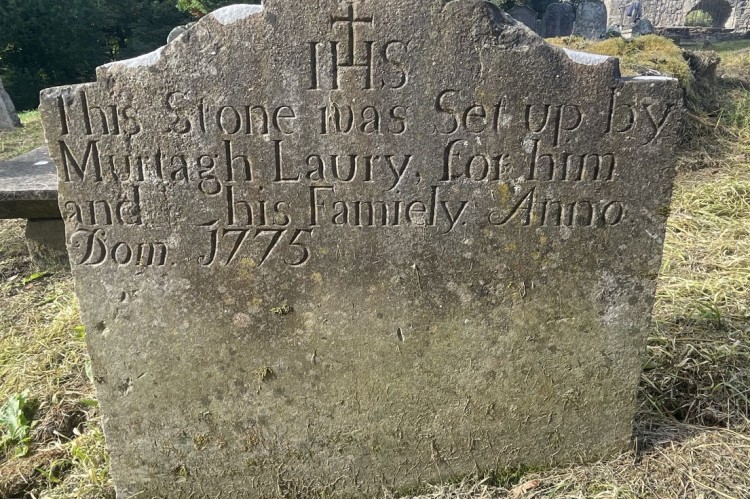 IHS
This Stone was Set up by
Murtagh Laury, for him
and his Famiely. Anno
Dom. 1775